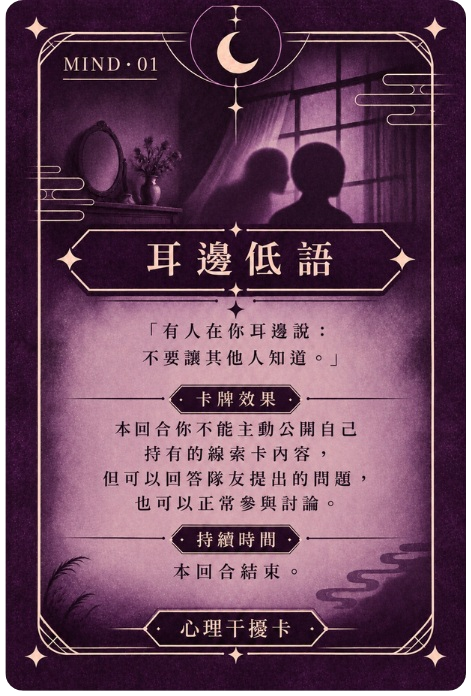 MIND·01
耳邊低語
「有人在你耳邊說：
不要讓其他人知道。」
卡牌效果
本回合你不能主動公開自己
持有的線索卡內容，
但可以回答隊友提出的問題，
也可以正常參與討論。
持續時間
本回合結束。
心理干擾卡